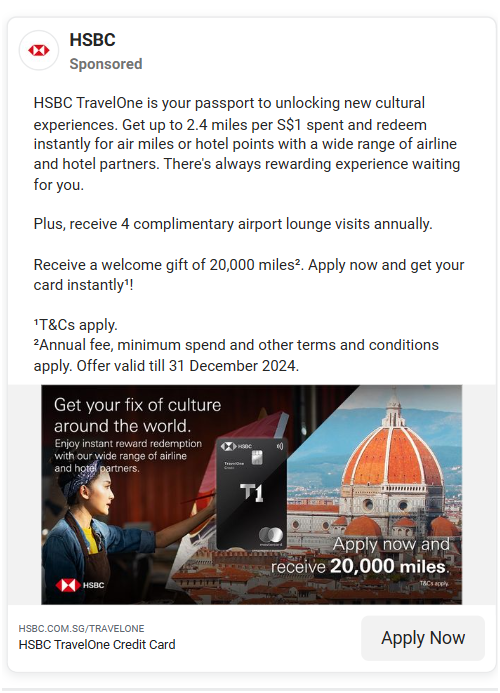 HSBC
Sponsored
HSBC TravelOne is your passport to unlocking new cultural
experiences. Get up to 2.4 miles per S$1 spent and redeem
instantly for air miles or hotel points with a wide range of airline
and hotel partners. There's always rewarding experience waiting
for you.
Plus, receive 4 complimentary airport lounge visits annually.
Receive a welcome gift of 20,000 miles². Apply now and get your
card instantly¹!
¹T&Cs apply.
²Annual fee, minimum spend and other terms and conditions
apply. Offer valid till 31 December 2024.
Get your fix of culture
around the world.
Enjoy instant reward redemption
with our wide range of airline
and hotel partners.
HSBC
TravelOne
T1
mastercard
Apply now and
receive 20,000 miles.
T&Cs apply.
HSBC
HSBC.COM.SG/TRAVELONE
HSBC TravelOne Credit Card
Apply Now